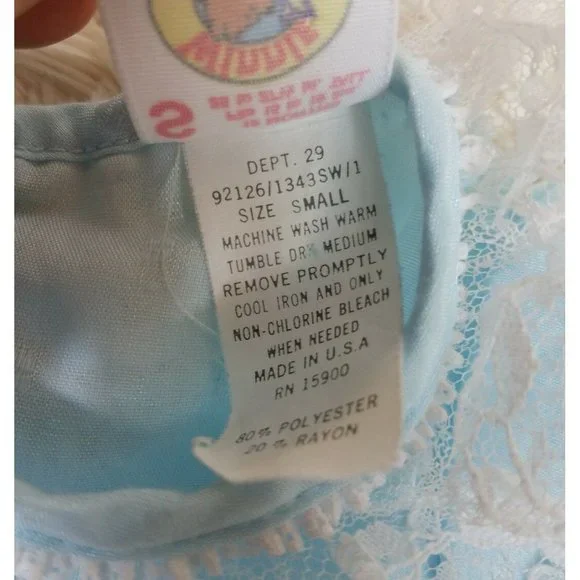 Minnie
S
DEPT. 29
92126/1343SW/1
SIZE SMALL
MACHINE WASH WARM
TUMBLE DRY MEDIUM
REMOVE PROMPTLY
COOL IRON AND ONLY
NON-CHLORINE BLEACH
WHEN NEEDED
MADE IN U.S.A
RN 15900
80% POLYESTER
20% RAYON